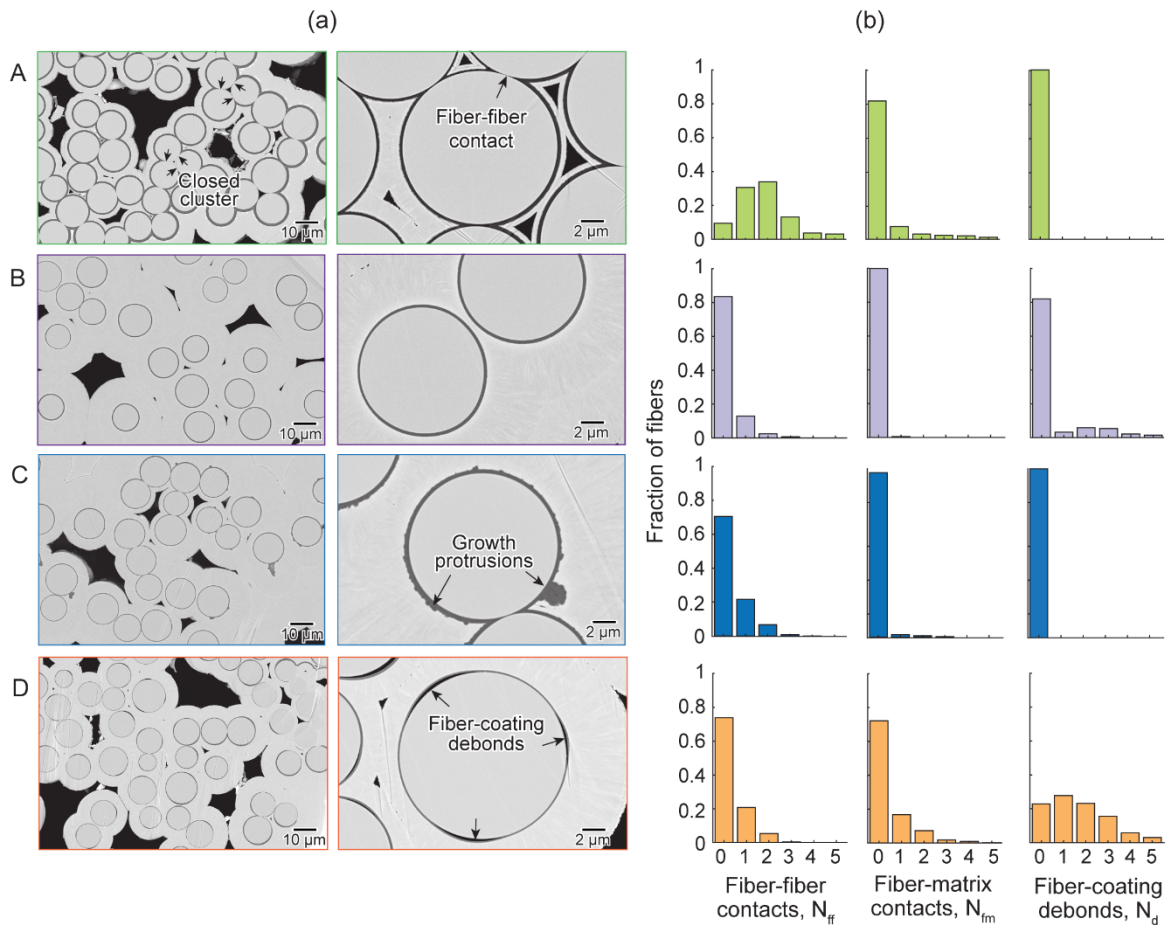 (a)
(b)
A
Closed
cluster
10 µm
Fiber-fiber
contact
2 µm
B
10 µm
2 µm
C
10 µm
Growth
protrusions
2 µm
D
10 µm
Fiber-coating
debonds
2 µm
Fraction of fibers
1
0.8
0.6
0.4
0.2
0
1
0.8
0.6
0.4
0.2
0
1
0.8
0.6
0.4
0.2
0
1
0.8
0.6
0.4
0.2
0
0 1 2 3 4 5
0 1 2 3 4 5
0 1 2 3 4 5
Fiber-fiber
contacts, Nff
Fiber-matrix
contacts, Nfm
Fiber-coating
debonds, Nd